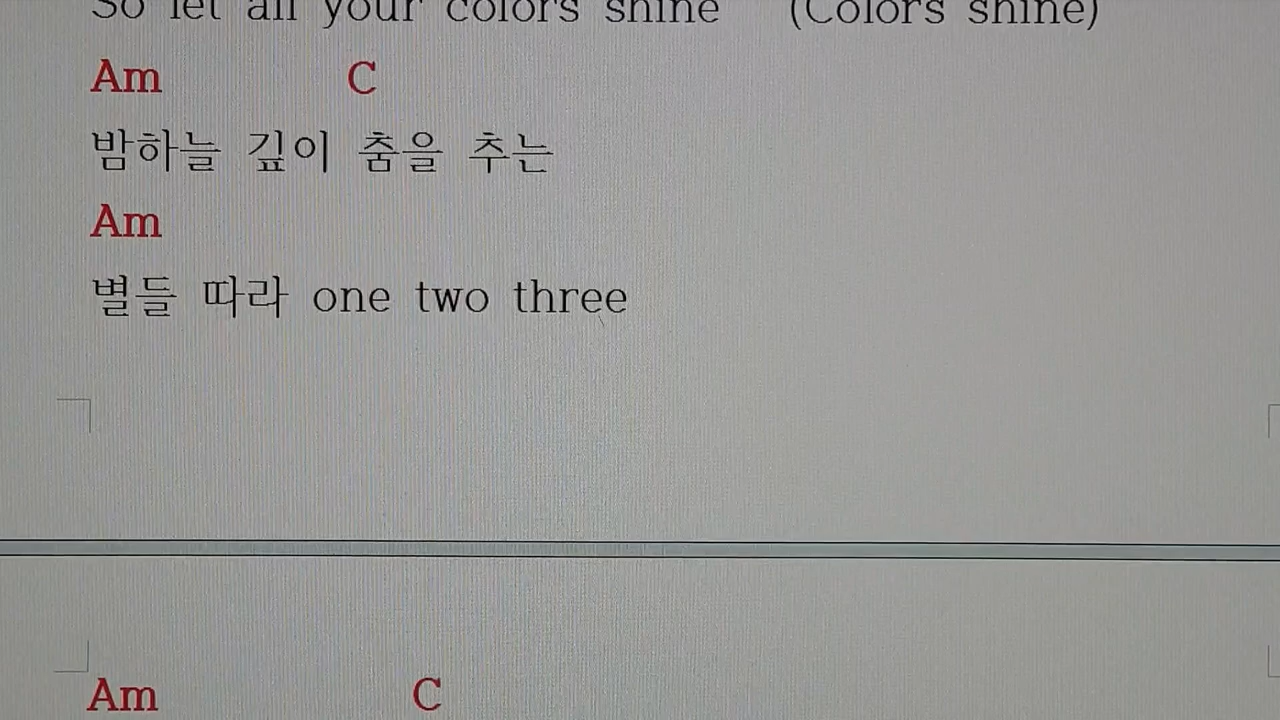 So let all your colors shine (Colors shine)
Am C
밤하늘 깊이 춤을 추는
Am
별들 따라 one two three
Am C